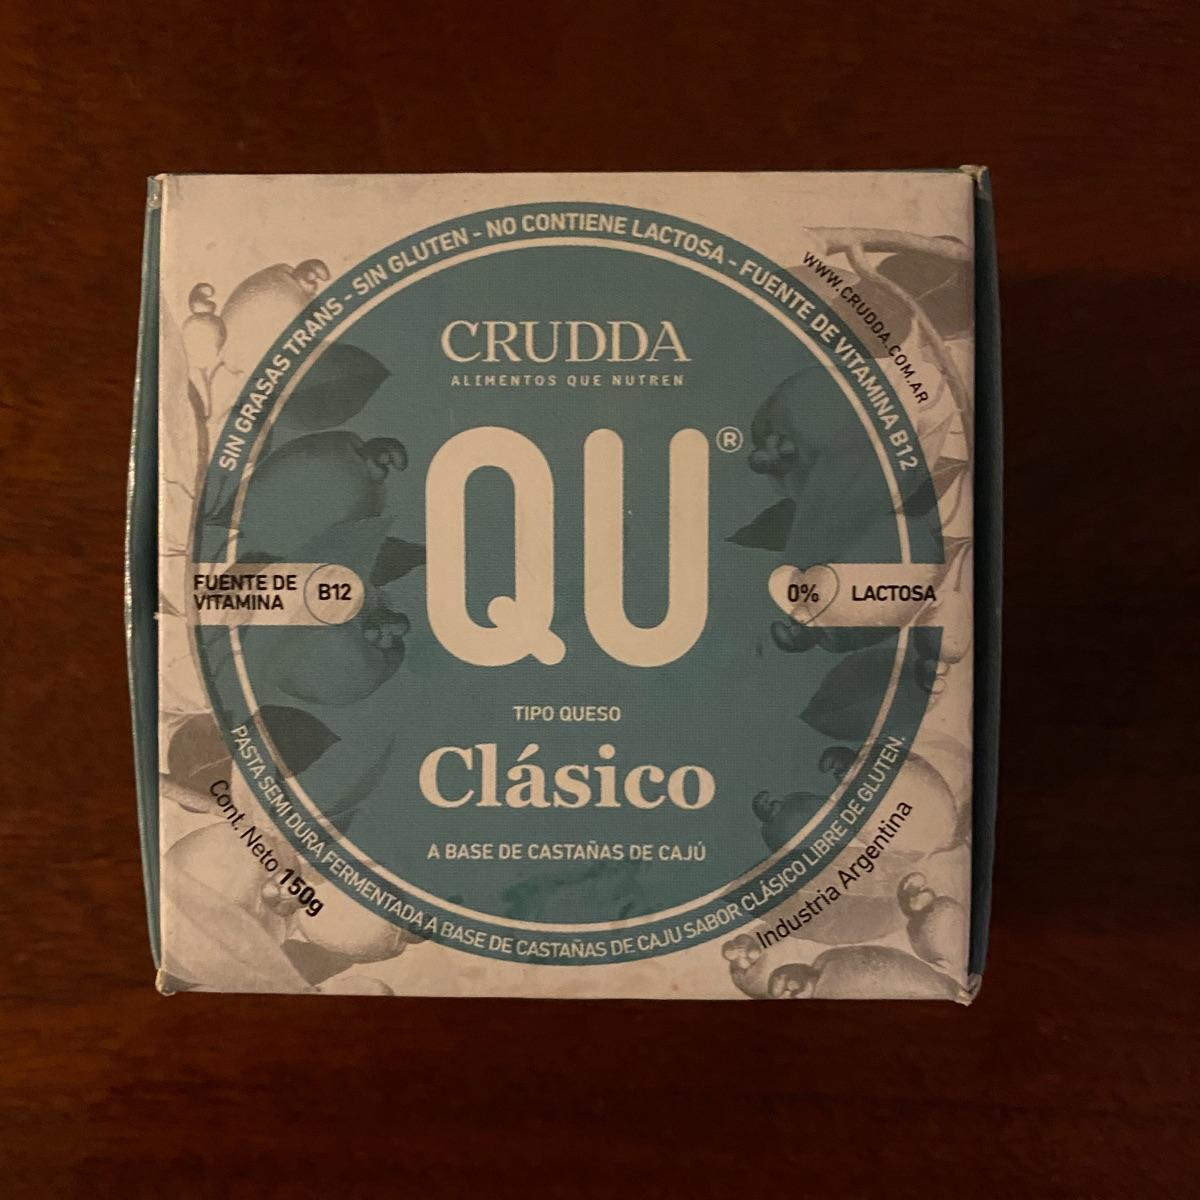 SIN GRASAS TRANS - SIN GLUTEN - NO CONTIENE LACTOSA - FUENTE DE VITAMINA B12
WWW.CRUDDA.COM.AR
CRUDDA
ALIMENTOS QUE NUTREN
QU®
FUENTE DE
VITAMINA
B12
0%
LACTOSA
TIPO QUESO
Clásico
A BASE DE CASTAÑAS DE CAJÚ
PASTA SEMI DURA FERMENTADA A BASE DE CASTAÑAS DE CAJU SABOR CLÁSICO LIBRE DE GLUTEN.
Cont. Neto 150g
Industria Argentina